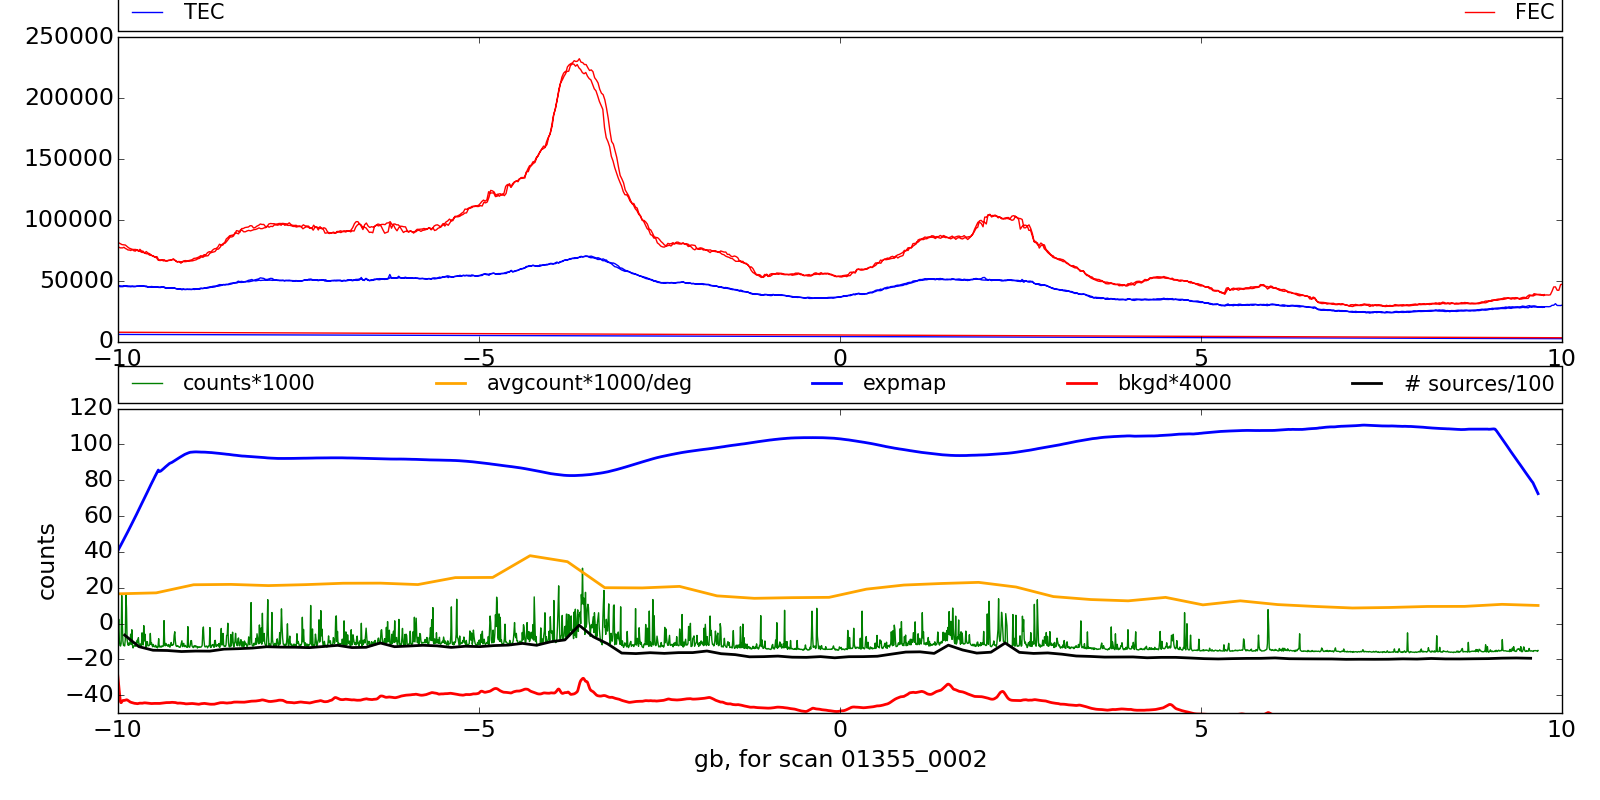 TEC FEC
250000
200000
150000
100000
50000
0
−10 −5 0 5 10
counts*1000 avgcount*1000/deg expmap bkgd*4000 # sources/100
120
100
80
60
40
20
0
−20
−40
counts
−10 −5 0 5 10
gb, for scan 01355_0002